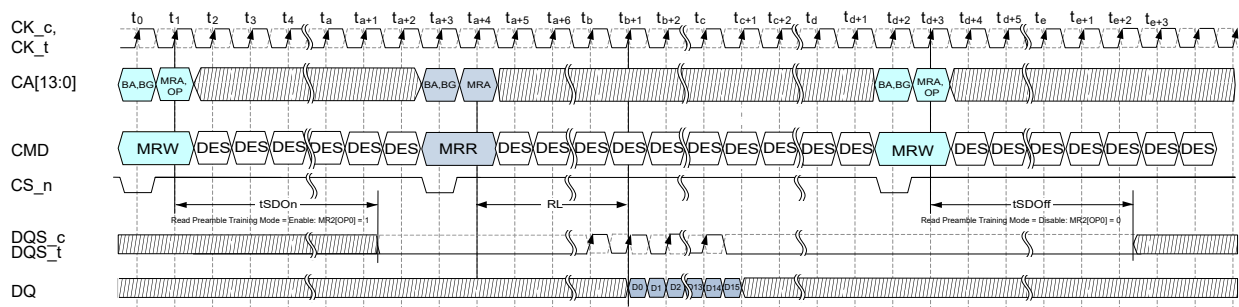 t0 t1 t2 t3 t4 ta ta+1 ta+2 ta+3 ta+4 ta+5 ta+6 tb tb+1 tb+2 tc tc+1 tc+2 td td+1 td+2 td+3 td+4 td+5 te te+1 te+2 te+3
CK_c,
CK_t
CA[13:0] BA,BG MRA, OP BA,BG MRA BA,BG MRA, OP
CMD MRW DES DES DES DES DES DES MRR DES DES DES DES DES DES DES DES DES DES MRW DES DES DES DES DES DES DES
CS_n
tSDOn RL tSDOff
Read Preamble Training Mode = Enable: MR2[OP0] = 1 Read Preamble Training Mode = Disable: MR2[OP0] = 0
DQS_c
DQS_t
DQ D0 D1 D2 D13 D14 D15